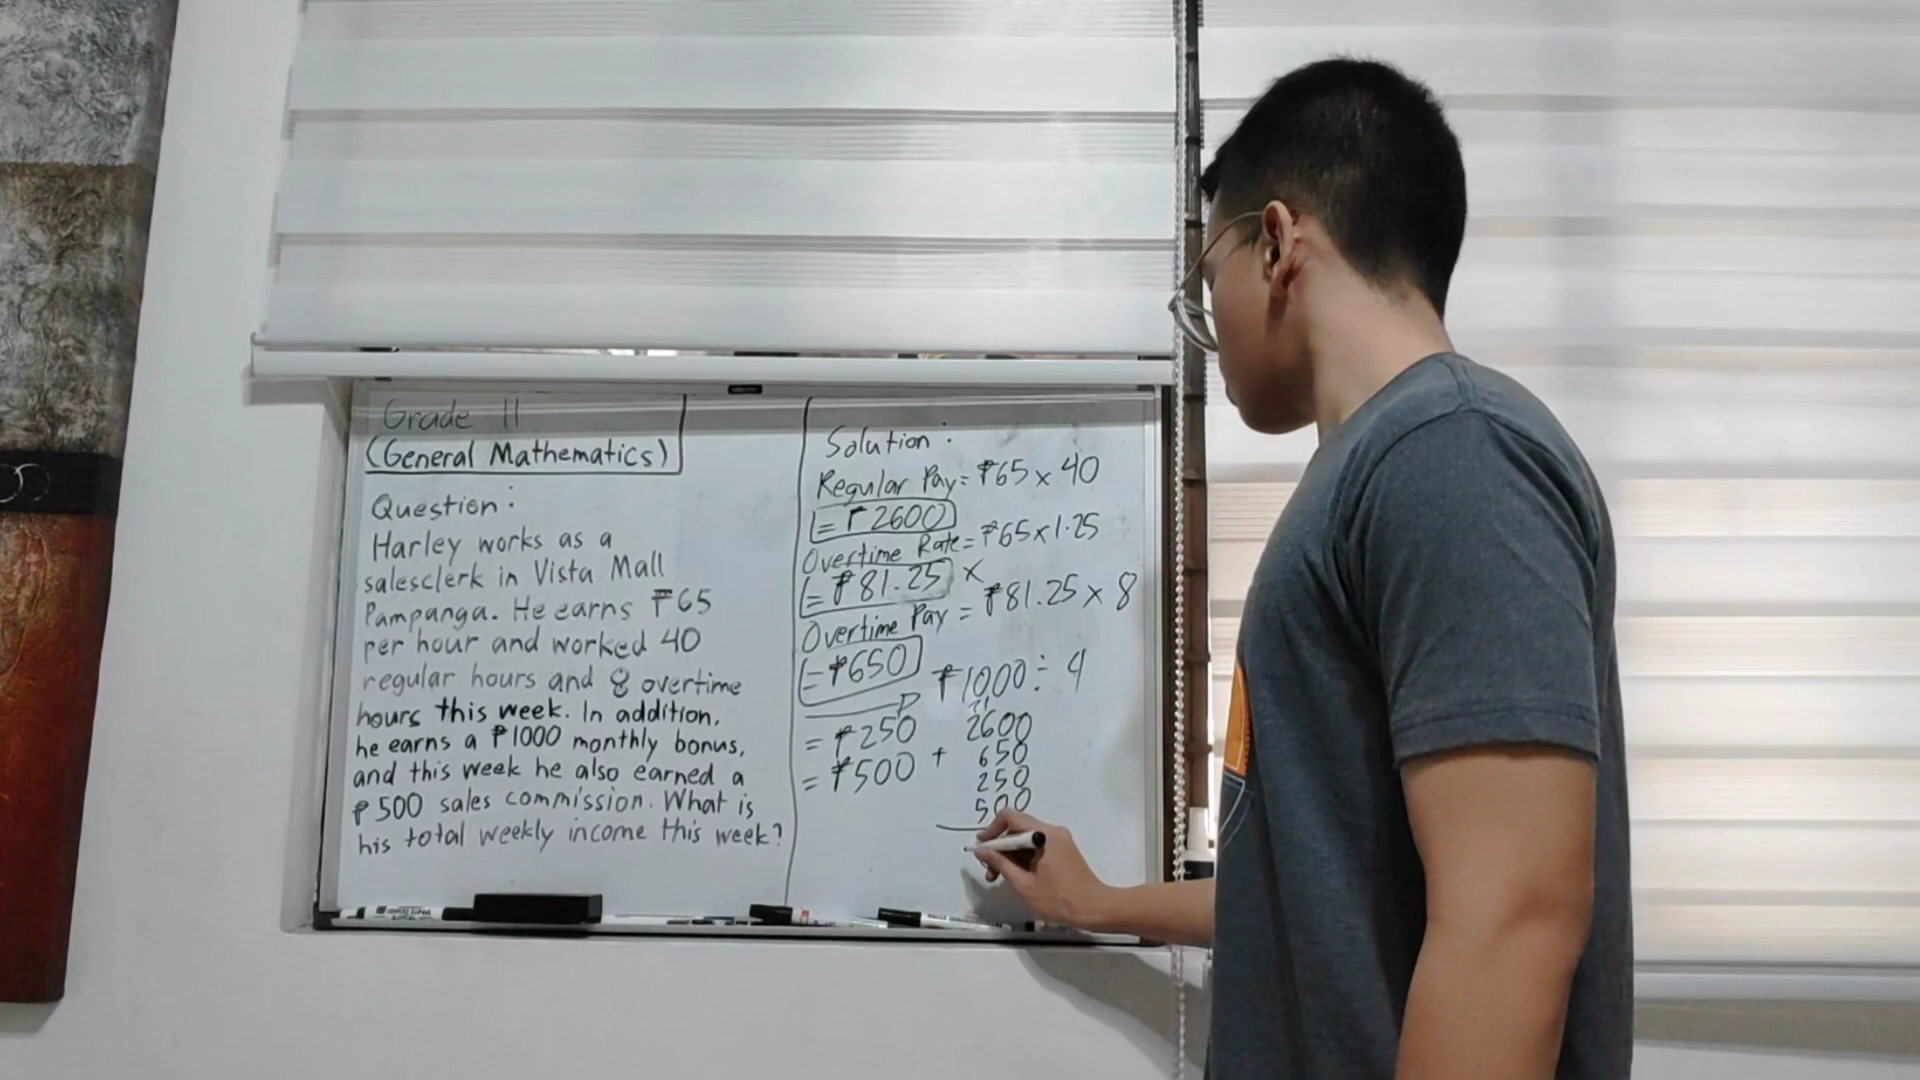 Grade 11
(General Mathematics)
Question:
Harley works as a
salesclerk in Vista Mall
Pampanga. He earns ₱65
per hour and worked 40
regular hours and 8 overtime
hours this week. In addition,
he earns a ₱1000 monthly bonus,
and this week he also earned a
₱500 sales commission. What is
his total weekly income this week?
Solution:
Regular Pay = ₱65 x 40
= ₱2600
Overtime Rate = ₱65 x 1.25
= ₱81.25 x
Overtime Pay = ₱81.25 x 8
= ₱650
₱1000 ÷ 4
= ₱250
= ₱500
2600
+ 650
250
500